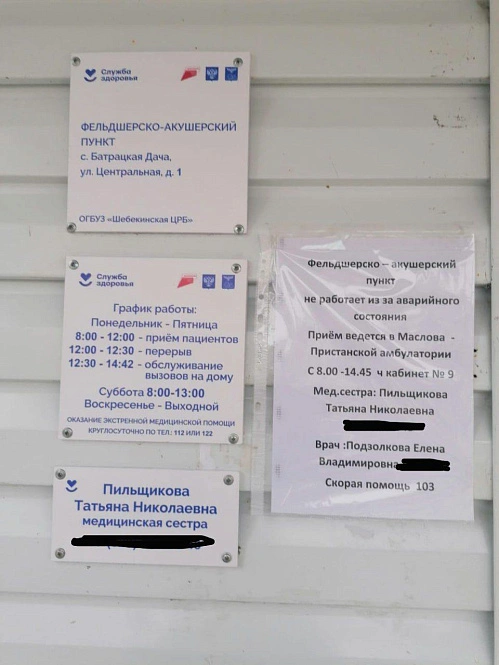 Служба
здоровья
ФЕЛЬДШЕРСКО-АКУШЕРСКИЙ
ПУНКТ
с. Батрацкая Дача,
ул. Центральная, д. 1
ОГБУЗ «Шебекинская ЦРБ»
Служба
здоровья
График работы:
Понедельник - Пятница
8:00 - 12:00 - приём пациентов
12:00 - 12:30 - перерыв
12:30 - 14:42 - обслуживание
вызовов на дому
Суббота 8:00-13:00
Воскресенье - Выходной
ОКАЗАНИЕ ЭКСТРЕННОЙ МЕДИЦИНСКОЙ ПОМОЩИ
КРУГЛОСУТОЧНО ПО ТЕЛ.: 112 ИЛИ 122
Пильщикова
Татьяна Николаевна
медицинская сестра
Фельдшерско – акушерский
пункт
не работает из за аварийного
состояния
Приём ведется в Маслова -
Пристанской амбулатории
С 8.00 -14.45 ч кабинет № 9
Мед.сестра: Пильщикова
Татьяна Николаевна
Врач :Подзолкова Елена
Владимировна
Скорая помощь 103